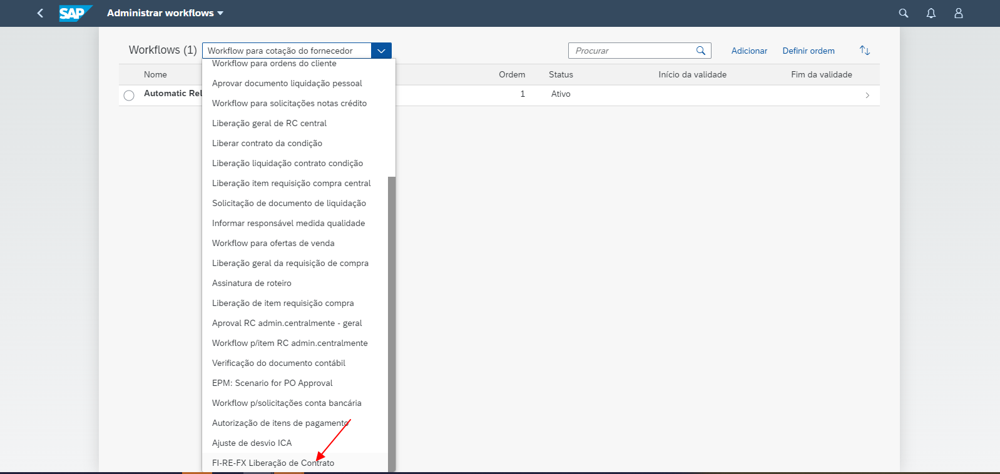 SAP Administrar workflows
Workflows (1) Workflow para cotação do fornecedor Procurar Adicionar Definir ordem
Nome Ordem Status Início da validade Fim da validade
Automatic Rel 1 Ativo
Workflow para ordens do cliente
Aprovar documento liquidação pessoal
Workflow para solicitações notas crédito
Liberação geral de RC central
Liberar contrato da condição
Liberação liquidação contrato condição
Liberação item requisição compra central
Solicitação de documento de liquidação
Informar responsável medida qualidade
Workflow para ofertas de venda
Liberação geral da requisição de compra
Assinatura de roteiro
Liberação de item requisição compra
Aproval RC admin.centralmente - geral
Workflow p/item RC admin.centralmente
Verificação do documento contábil
EPM: Scenario for PO Approval
Workflow p/solicitações conta bancária
Autorização de itens de pagamento
Ajuste de desvio ICA
FI-RE-FX Liberação de Contrato